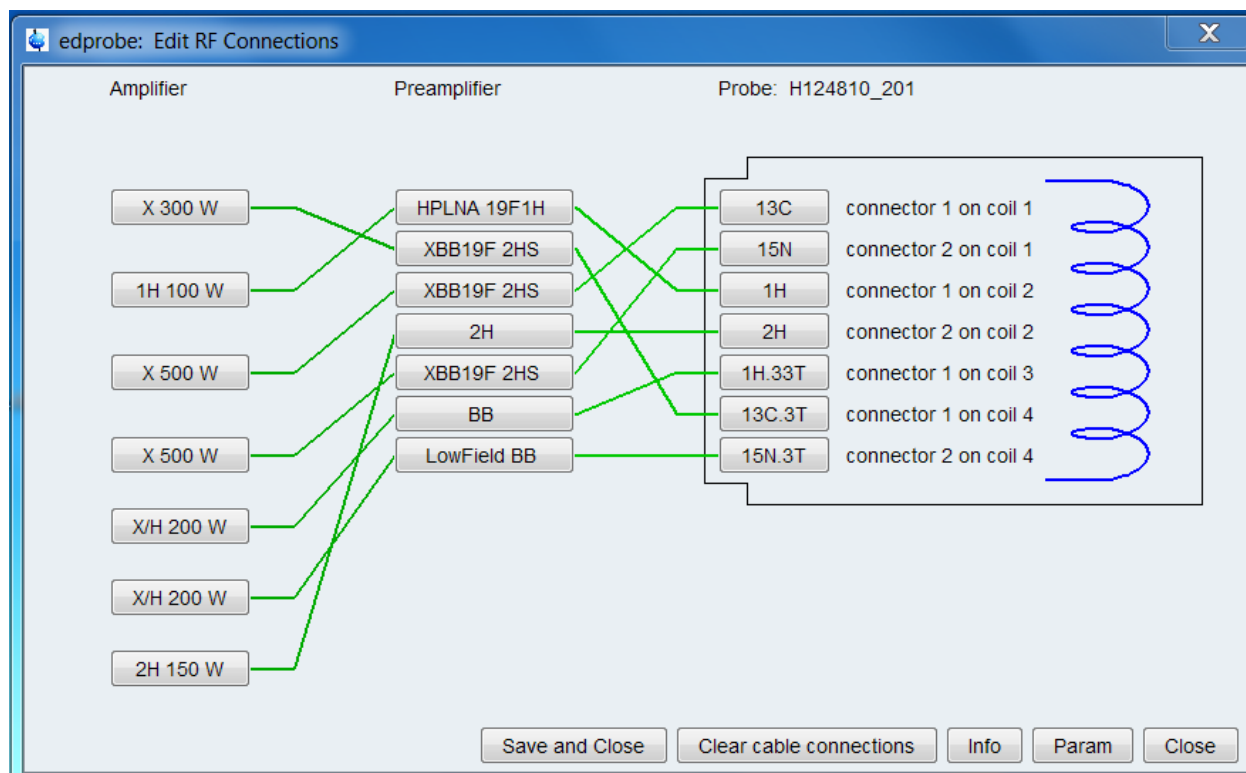 edprobe: Edit RF Connections
X
Amplifier Preamplifier Probe: H124810_201
X 300 W HPLNA 19F1H 13C connector 1 on coil 1
XBB19F 2HS 15N connector 2 on coil 1
1H 100 W XBB19F 2HS 1H connector 1 on coil 2
2H 2H connector 2 on coil 2
X 500 W XBB19F 2HS 1H.33T connector 1 on coil 3
BB 13C.3T connector 1 on coil 4
X 500 W LowField BB 15N.3T connector 2 on coil 4
X/H 200 W
X/H 200 W
2H 150 W
Save and Close Clear cable connections Info Param Close